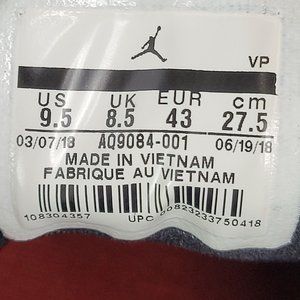 VP
US UK EUR cm
9.5 8.5 43 27.5
03/07/18 AQ9084-001 06/19/18
MADE IN VIETNAM
FABRIQUE AU VIETNAM
108304357 UPC 00823233750418